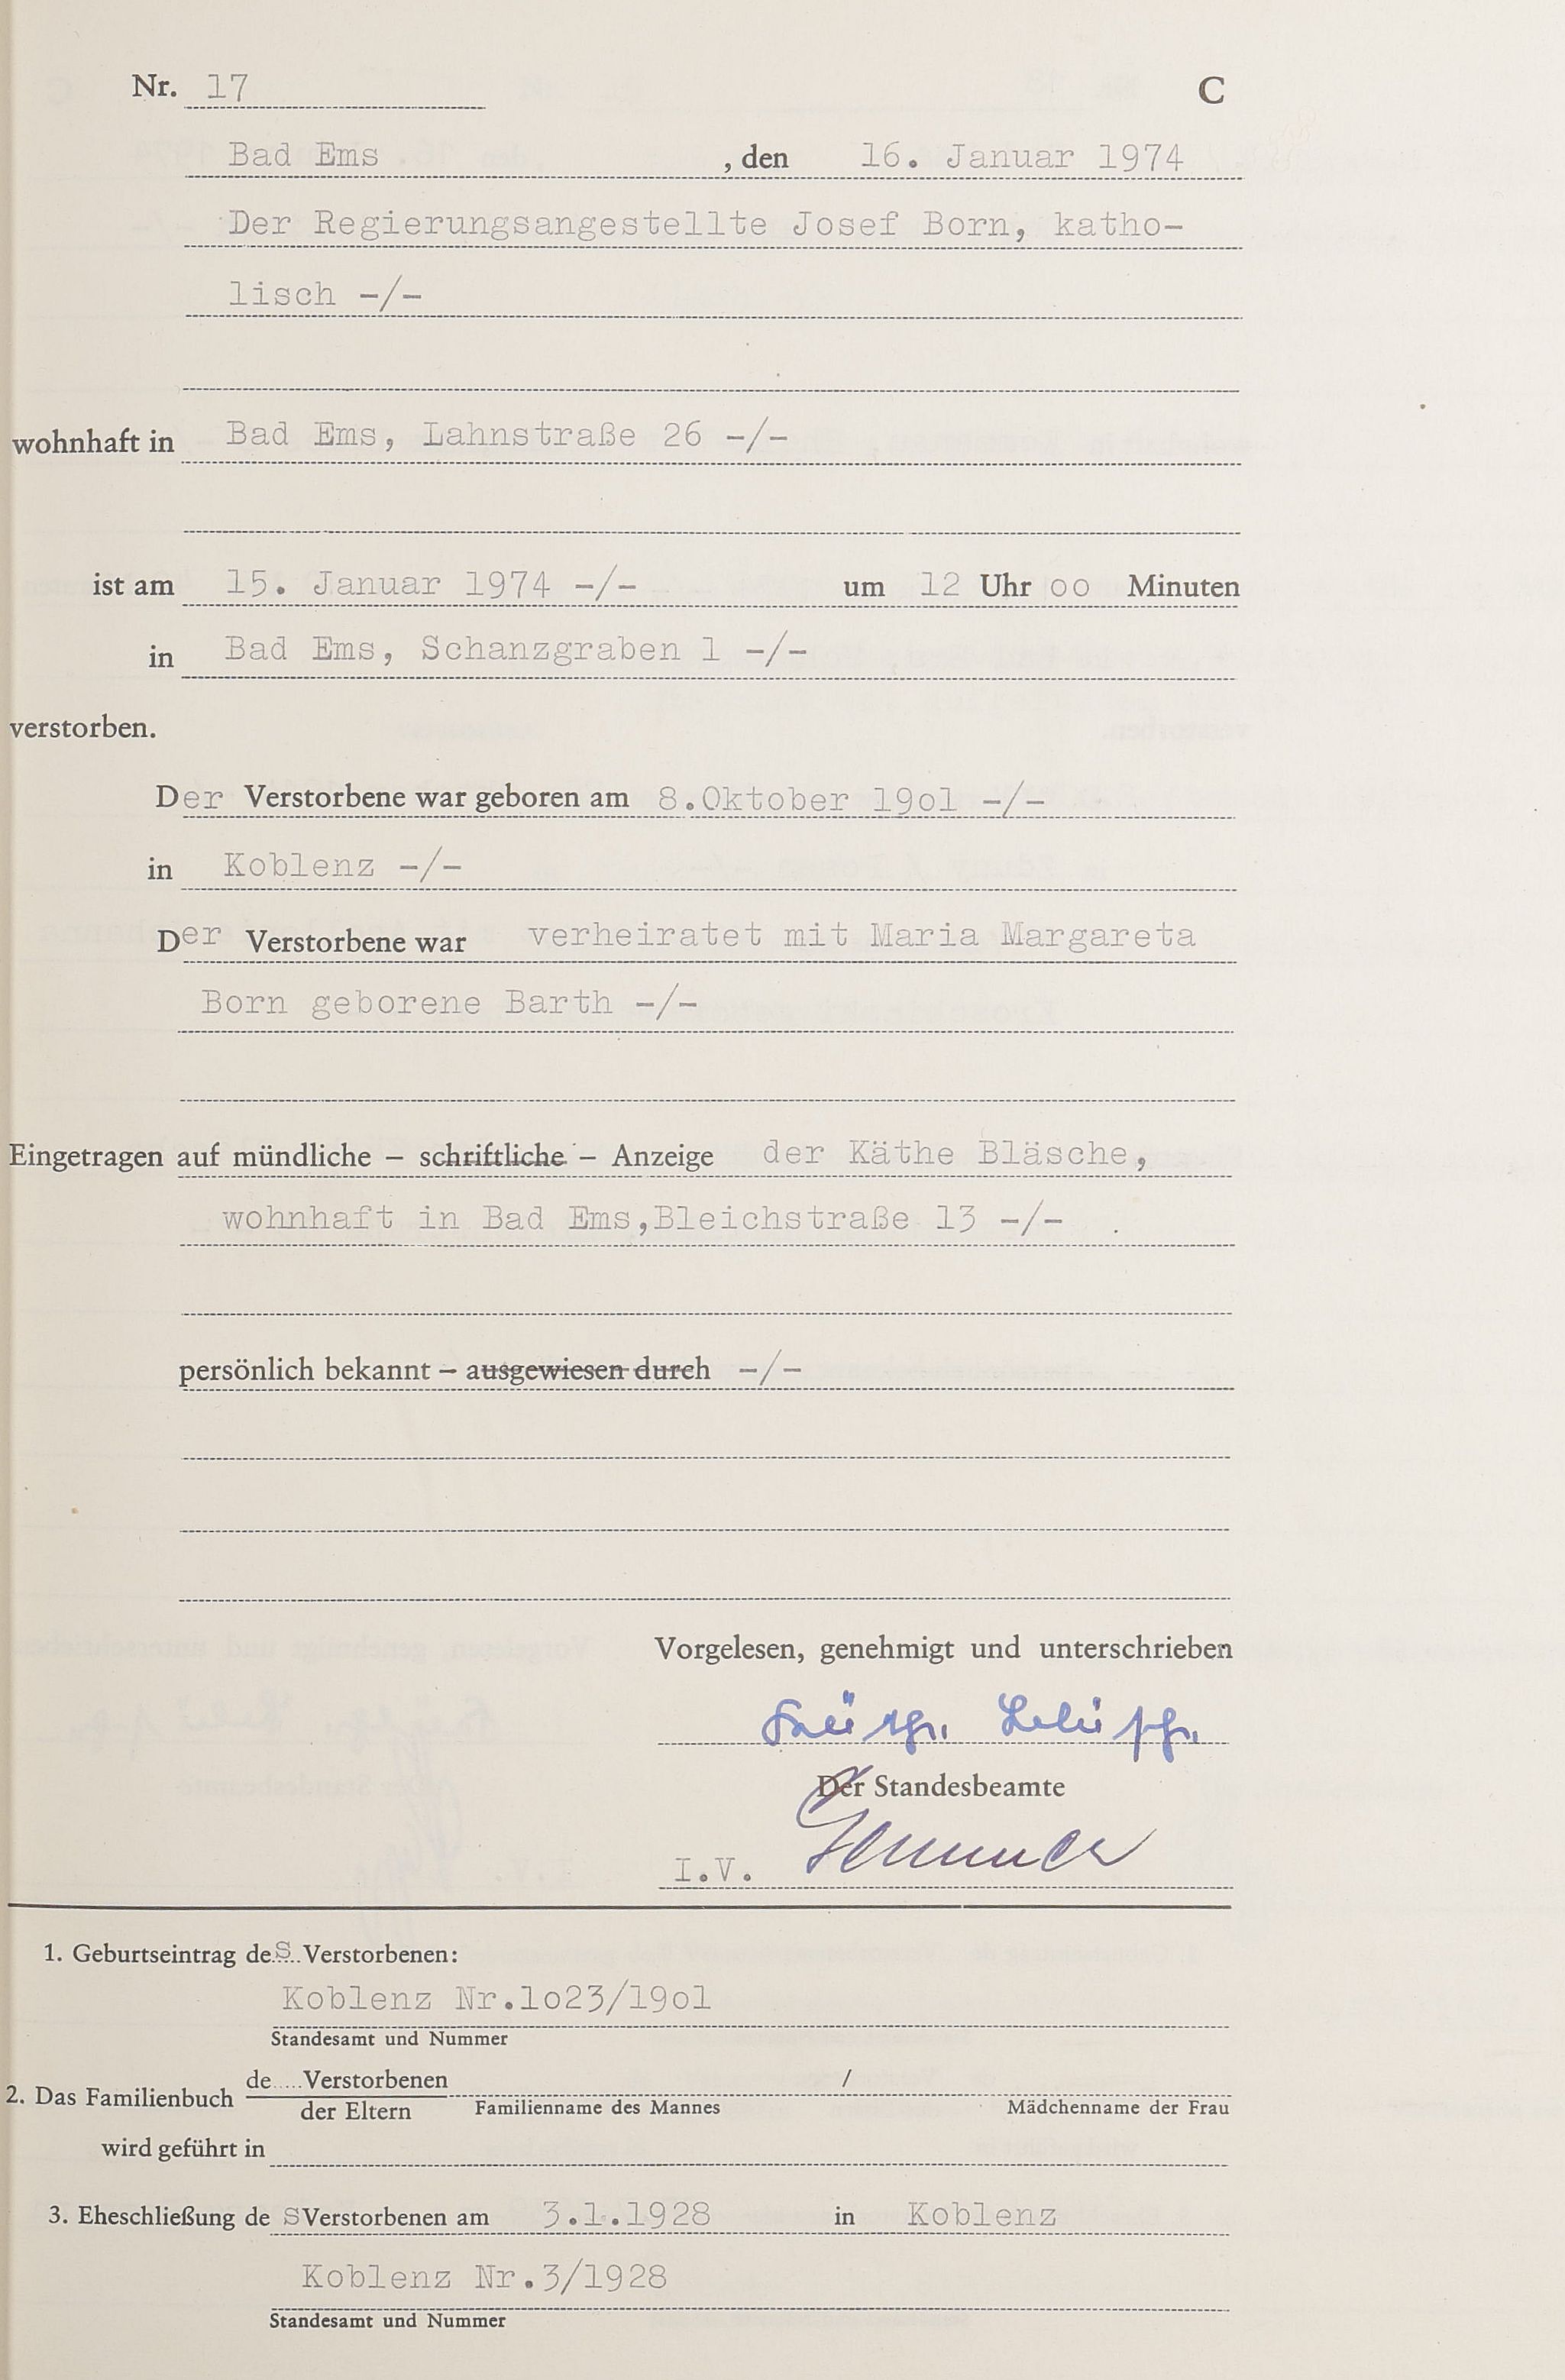 Nr. 17 C
Bad Ems , den 16. Januar 1974
Der Regierungsangestellte Josef Born, katho-
lisch -/-
wohnhaft in Bad Ems, Lahnstraße 26 -/-
ist am 15. Januar 1974 -/- um 12 Uhr oo Minuten
in Bad Ems, Schanzgraben 1 -/-
verstorben.
Der Verstorbene war geboren am 8.Oktober 19o1 -/-
in Koblenz -/-
Der Verstorbene war verheiratet mit Maria Margareta
Born geborene Barth -/-
Eingetragen auf mündliche – schriftliche – Anzeige der Käthe Bläsche,
wohnhaft in Bad Ems,Bleichstraße 13 -/-
persönlich bekannt – ausgewiesen durch -/-
Vorgelesen, genehmigt und unterschrieben
Der Standesbeamte
I.V.
1. Geburtseintrag des Verstorbenen:
Koblenz Nr.1o23/19o1
Standesamt und Nummer
de.....Verstorbenen /
2. Das Familienbuch
der Eltern Familienname des Mannes Mädchenname der Frau
wird geführt in
3. Eheschließung de sVerstorbenen am 3.1.1928 in Koblenz
Koblenz Nr.3/1928
Standesamt und Nummer